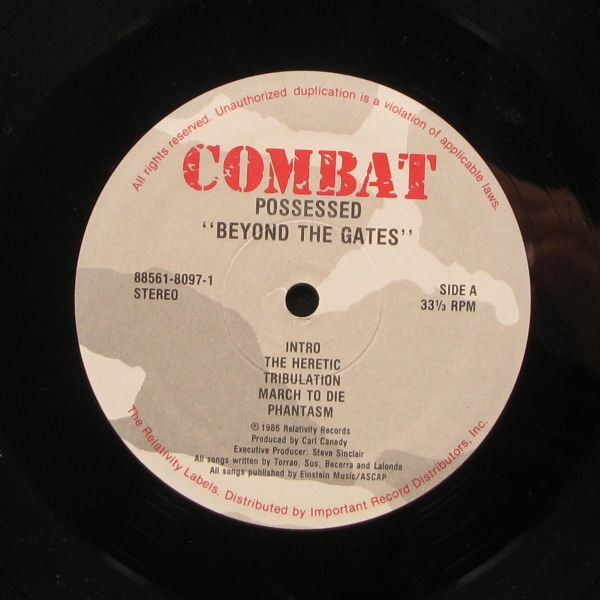 All rights reserved. Unauthorized duplication is a violation of applicable laws.
COMBAT
POSSESSED
"BEYOND THE GATES"
88561-8097-1
STEREO
SIDE A
33⅓ RPM
INTRO
THE HERETIC
TRIBULATION
MARCH TO DIE
PHANTASM
℗ 1986 Relativity Records
Produced by Carl Canedy
Executive Producer: Steve Sinclair
All songs written by Torrao, Sus, Becerra and Lalonde
All songs published by Einstein Music/ASCAP
The Relativity Labels. Distributed by Important Record Distributors, Inc.